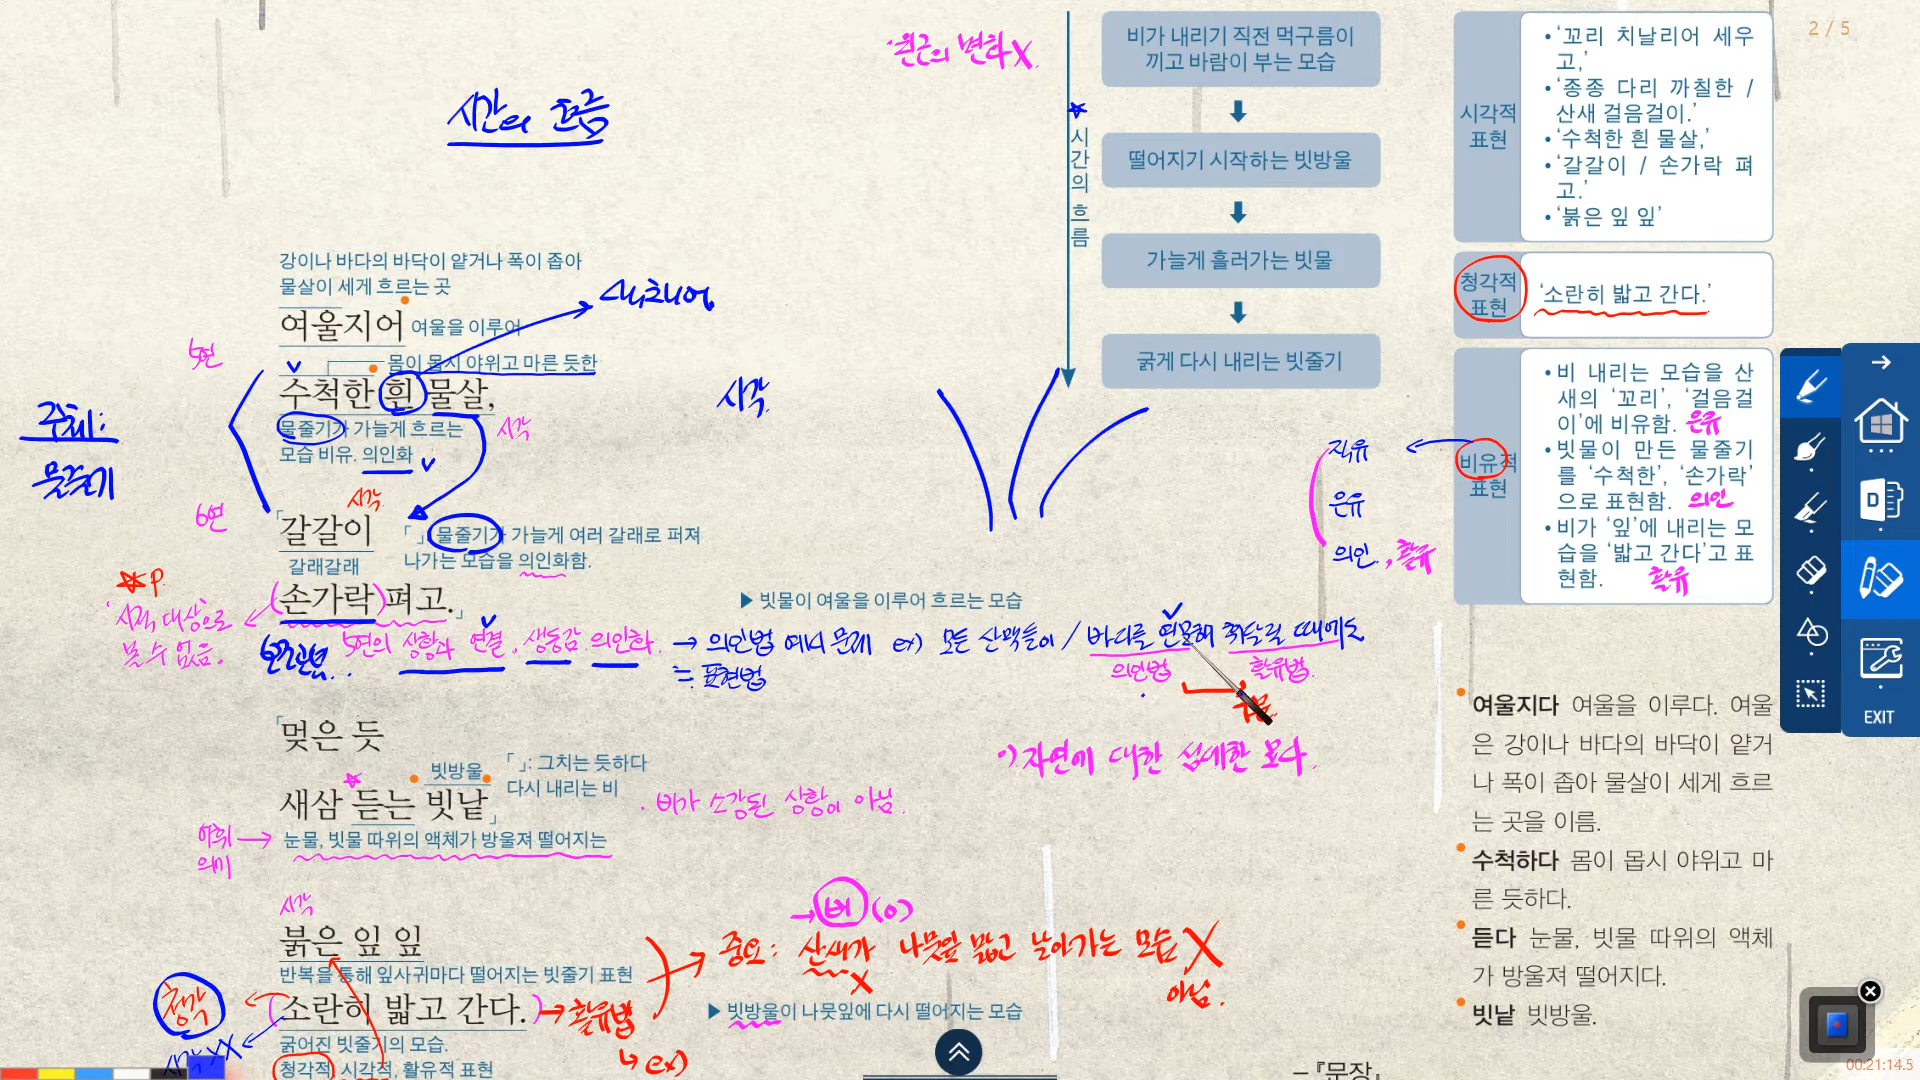 2 / 5
·원근의 변화X.
시간의 흐름
비가 내리기 직전 먹구름이
끼고 바람이 부는 모습
떨어지기 시작하는 빗방울
가늘게 흘러가는 빗물
굵게 다시 내리는 빗줄기
시간의 흐름
시각적
표현
•‘꼬리 치날리어 세우
고,’
•‘종종 다리 까칠한 /
산새 걸음걸이.’
•‘수척한 흰 물살,’
•‘갈갈이 / 손가락 펴
고.’
•‘붉은 잎 잎’
청각적
표현
‘소란히 밟고 간다.’
비유적
표현
• 비 내리는 모습을 산
새의 ‘꼬리’, ‘걸음걸
이’에 비유함. 은유
• 빗물이 만든 물줄기
를 ‘수척한’, ‘손가락’
으로 표현함. 의인
• 비가 ‘잎’에 내리는 모
습을 ‘밟고 간다’고 표
현함. 활유
직유
은유
의인, 활유
강이나 바다의 바닥이 얕거나 폭이 좁아
물살이 세게 흐르는 곳
여울지어 여울을 이루어
5연
몸이 몹시 야위고 마른 듯한
수척한 흰 물살,
시각
시각
물줄기가 가늘게 흐르는
모습 비유. 의인화
주체:
물줄기
6연
시각
갈갈이
「 」: 물줄기가 가늘게 여러 갈래로 퍼져
나가는 모습을 의인화함.
갈래갈래
P.
손가락 펴고.」
‘시적 대상’으로
볼 수 없음.
▶ 빗물이 여울을 이루어 흐르는 모습
5연의 상황과 연결, 생동감. 의인화. → 의인법 예시 문제 ex) 모든 산맥들이 / 바다를 연모해 휘달릴 때에도
표현법
의인법
활유법.
1) 자연에 대한 섬세한 묘사.
「멎은 듯
빗방울
「 」: 그치는 듯하다
다시 내리는 비
새삼 듣는 빗낱」
· 비가 소강된 상황이 아님.
어휘
의미
눈물, 빗물 따위의 액체가 방울져 떨어지는
시각
붉은 잎 잎
반복을 통해 잎사귀마다 떨어지는 빗줄기 표현
→ 비 (O)
중요: 산새가 나뭇잎 밟고 날아가는 모습 X
아님.
청각
소란히 밟고 간다. → 활유법
▶ 빗방울이 나뭇잎에 다시 떨어지는 모습
굵어진 빗줄기의 모습.
시각 X
청각적, 시각적, 활유적 표현
ex)
여울지다 여울을 이루다. 여울
은 강이나 바다의 바닥이 얕거
나 폭이 좁아 물살이 세게 흐르
는 곳을 이름.
수척하다 몸이 몹시 야위고 마
른 듯하다.
듣다 눈물, 빗물 따위의 액체
가 방울져 떨어지다.
빗낱 빗방울.
–『문장』
EXIT
00:21:14.5